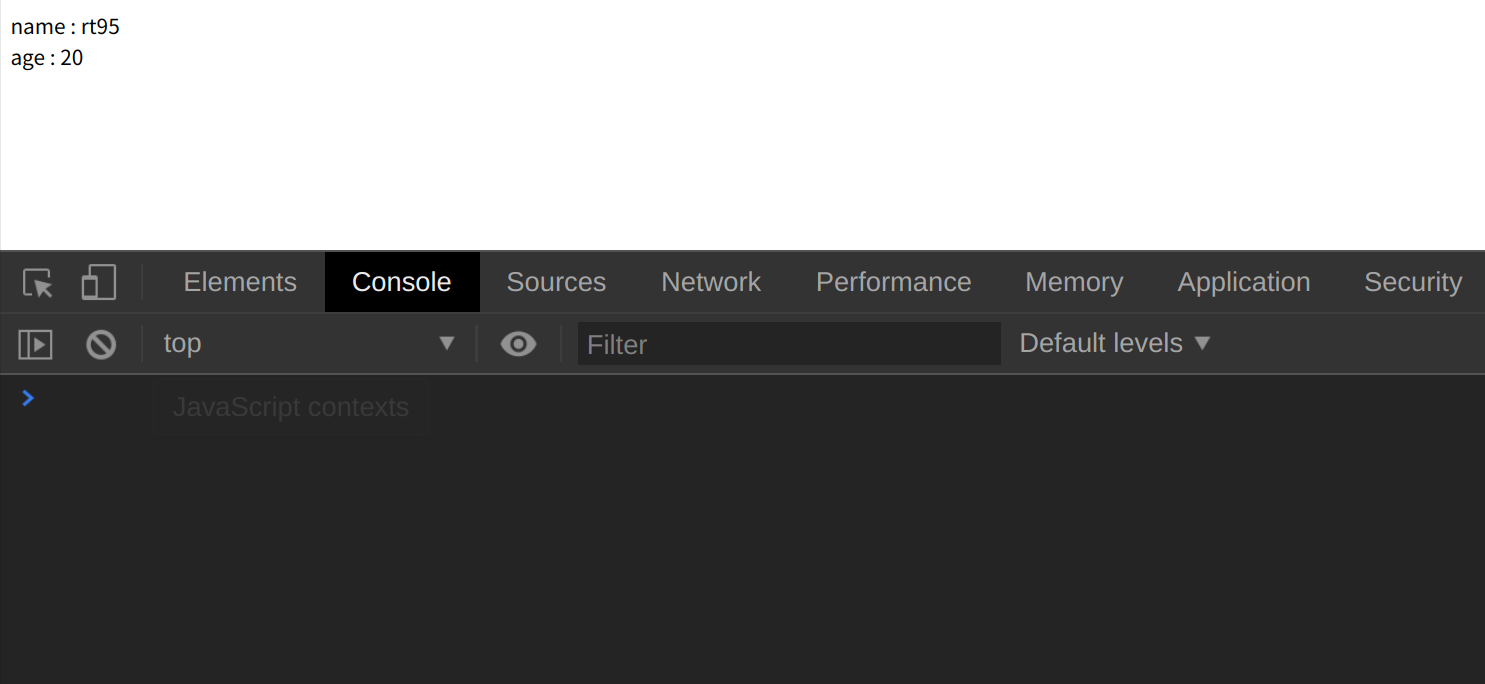 name : rt95
age : 20
Elements Console Sources Network Performance Memory Application Security
top ▼ Filter Default levels ▼
JavaScript contexts